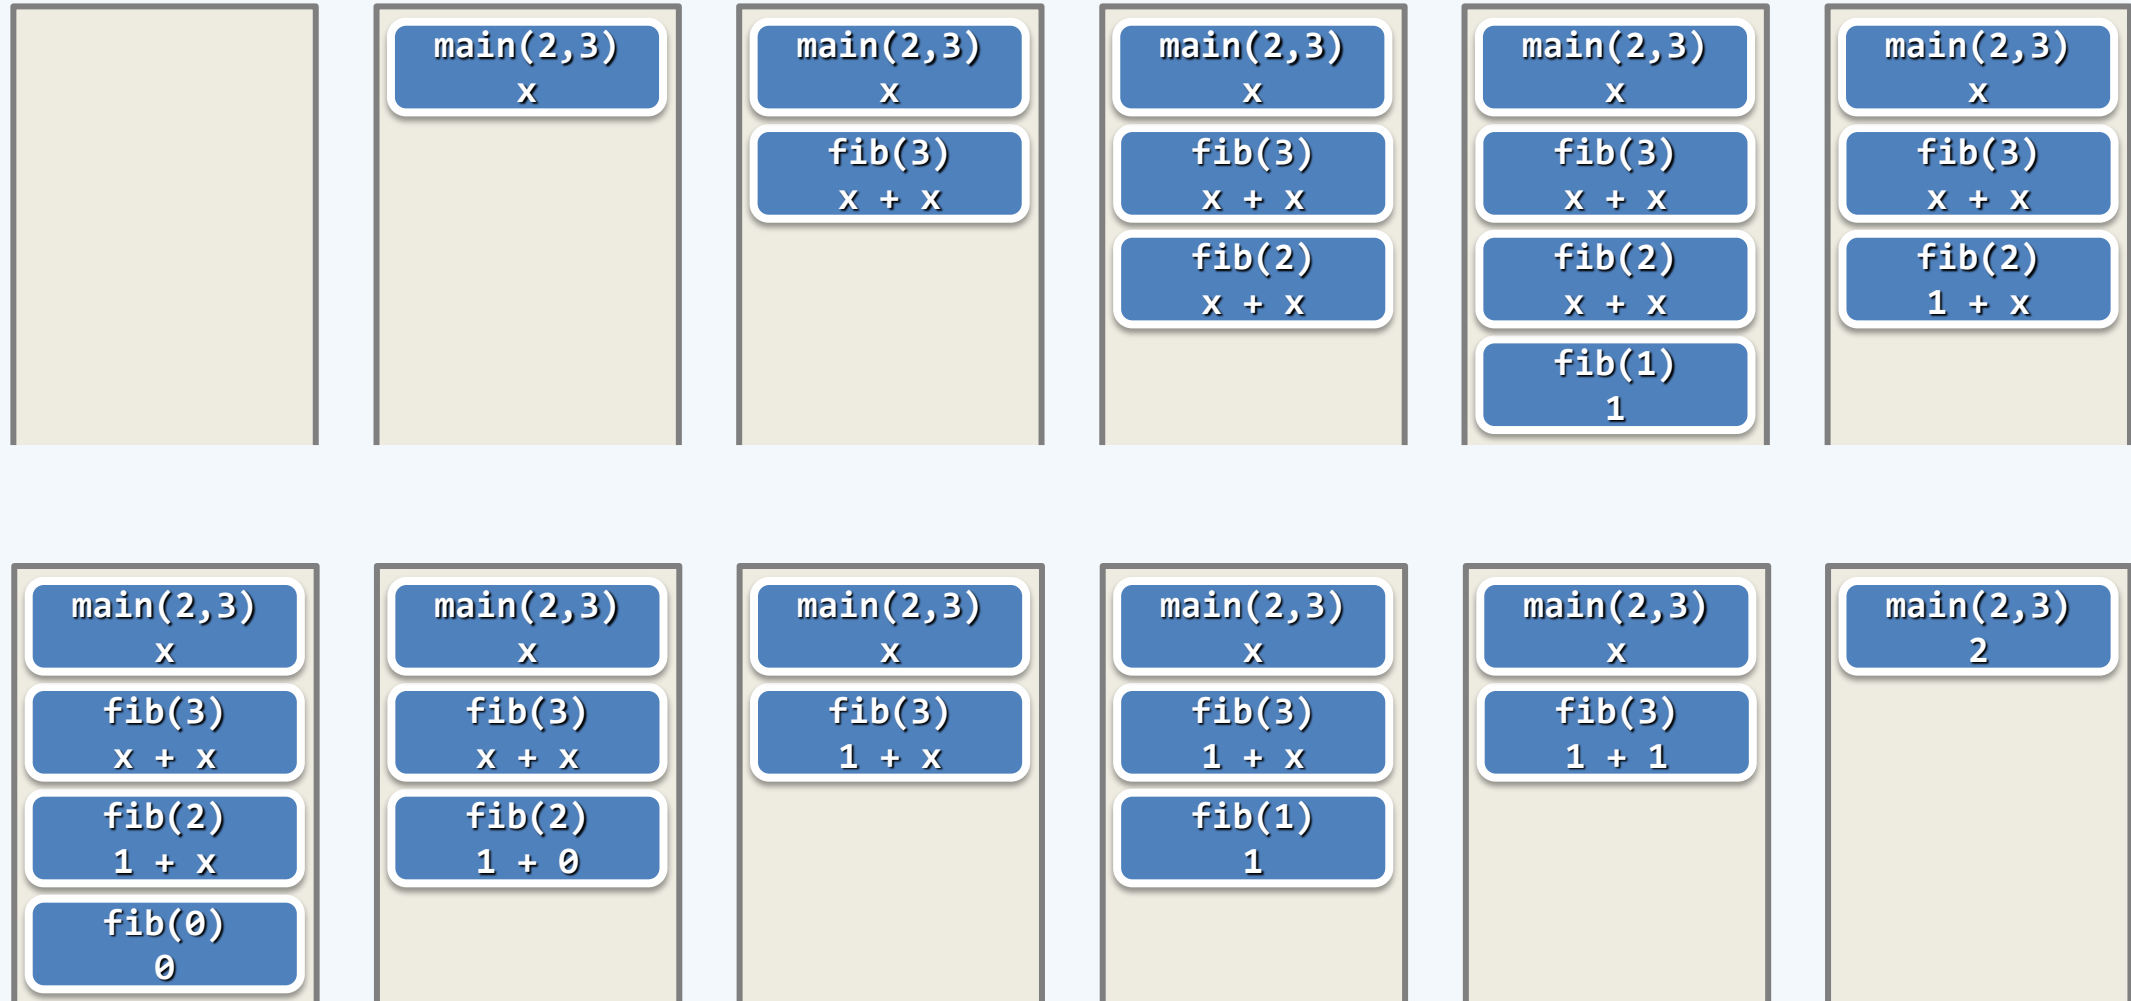 main(2,3)
x
main(2,3)
x
fib(3)
x + x
main(2,3)
x
fib(3)
x + x
fib(2)
x + x
main(2,3)
x
fib(3)
x + x
fib(2)
x + x
fib(1)
1
main(2,3)
x
fib(3)
x + x
fib(2)
1 + x
main(2,3)
x
fib(3)
x + x
fib(2)
1 + x
fib(0)
0
main(2,3)
x
fib(3)
x + x
fib(2)
1 + 0
main(2,3)
x
fib(3)
1 + x
main(2,3)
x
fib(3)
1 + x
fib(1)
1
main(2,3)
x
fib(3)
1 + 1
main(2,3)
2